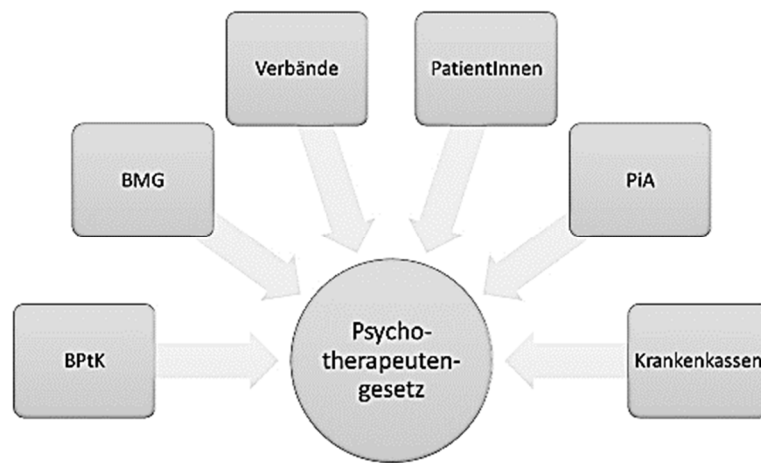 Verbände
PatientInnen
BMG
PiA
BPtK
Psycho-
therapeuten-
gesetz
Krankenkassen